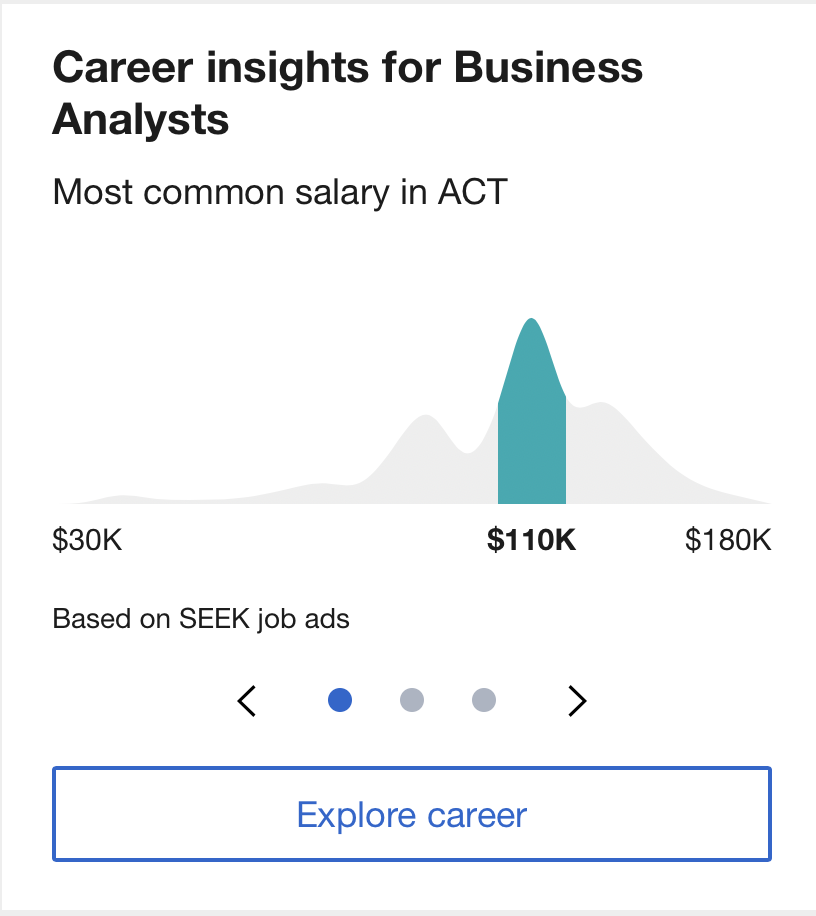 Career insights for Business
Analysts
Most common salary in ACT
$30K $110K $180K
Based on SEEK job ads
Explore career